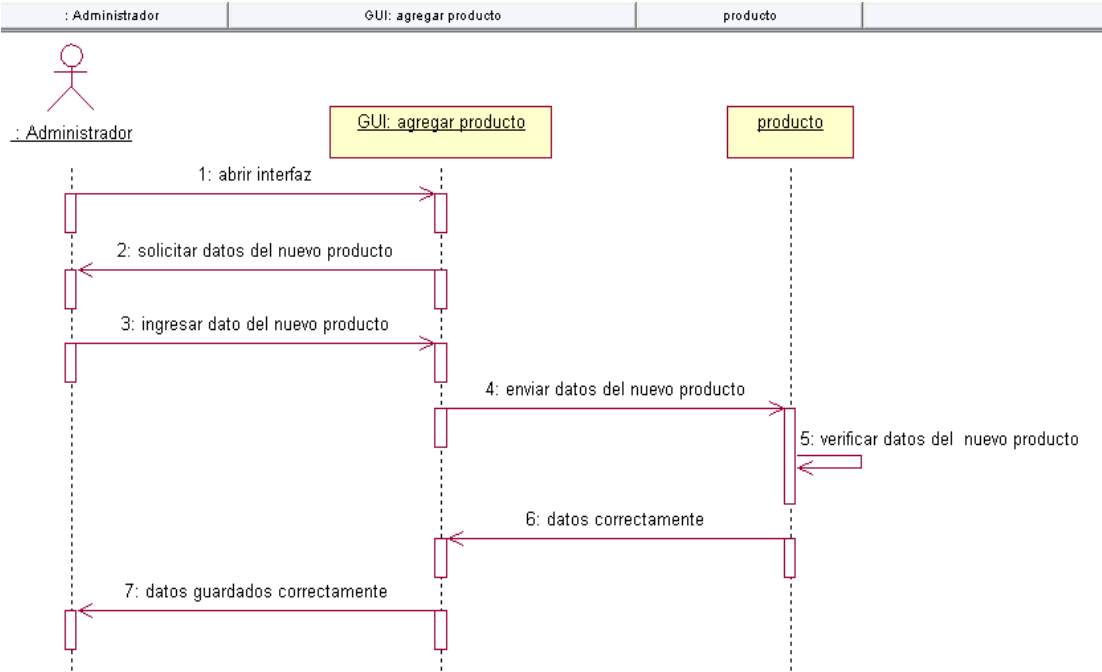 : Administrador
GUI: agregar producto
producto
: Administrador
GUI: agregar producto
producto
1: abrir interfaz
2: solicitar datos del nuevo producto
3: ingresar dato del nuevo producto
4: enviar datos del nuevo producto
5: verificar datos del  nuevo producto
6: datos correctamente
7: datos guardados correctamente